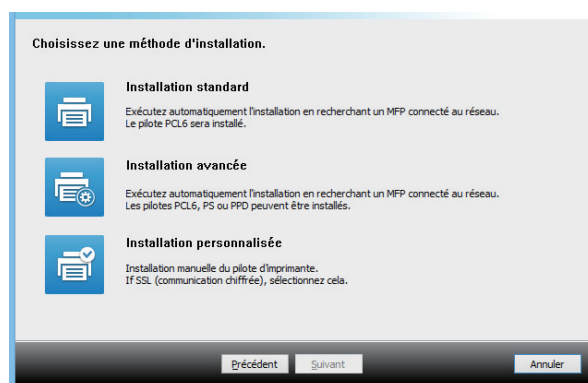 Choisissez une méthode d'installation.
Installation standard
Exécutez automatiquement l'installation en recherchant un MFP connecté au réseau.
Le pilote PCL6 sera installé.
Installation avancée
Exécutez automatiquement l'installation en recherchant un MFP connecté au réseau.
Les pilotes PCL6, PS ou PPD peuvent être installés.
Installation personnalisée
Installation manuelle du pilote d'imprimante.
If SSL (communication chiffrée), sélectionnez cela.
Précédent Suivant Annuler